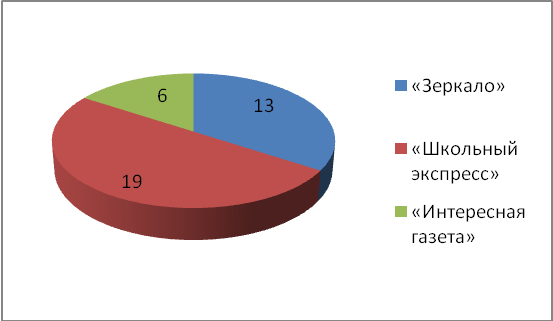 6
13
19
«Зеркало»
«Школьный
экспресс»
«Интересная
газета»